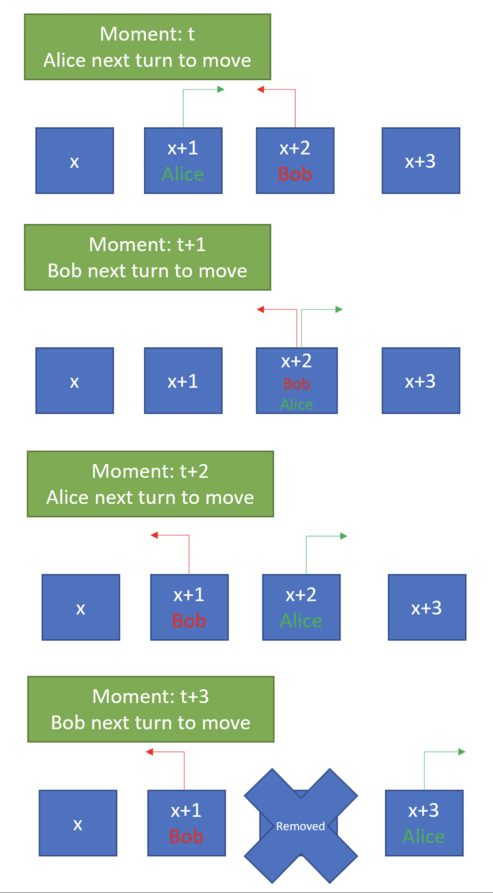 Moment: t
Alice next turn to move
x
x+1
Alice
x+2
Bob
x+3
Moment: t+1
Bob next turn to move
x
x+1
x+2
Bob
Alice
x+3
Moment: t+2
Alice next turn to move
x
x+1
Bob
x+2
Alice
x+3
Moment: t+3
Bob next turn to move
x
x+1
Bob
Removed
x+3
Alice